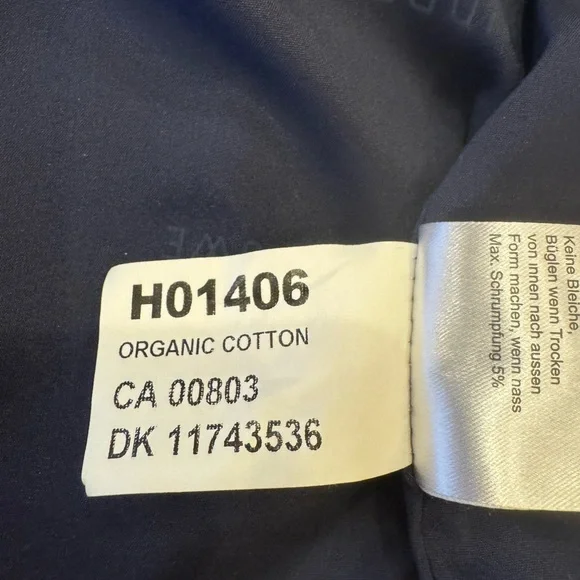 H01406
ORGANIC COTTON
CA 00803
DK 11743536
Keine Bleiche,
Bügeln wenn Trocken
von innen nach aussen
Form machen, wenn nass
Max. Schrumpfung 5%